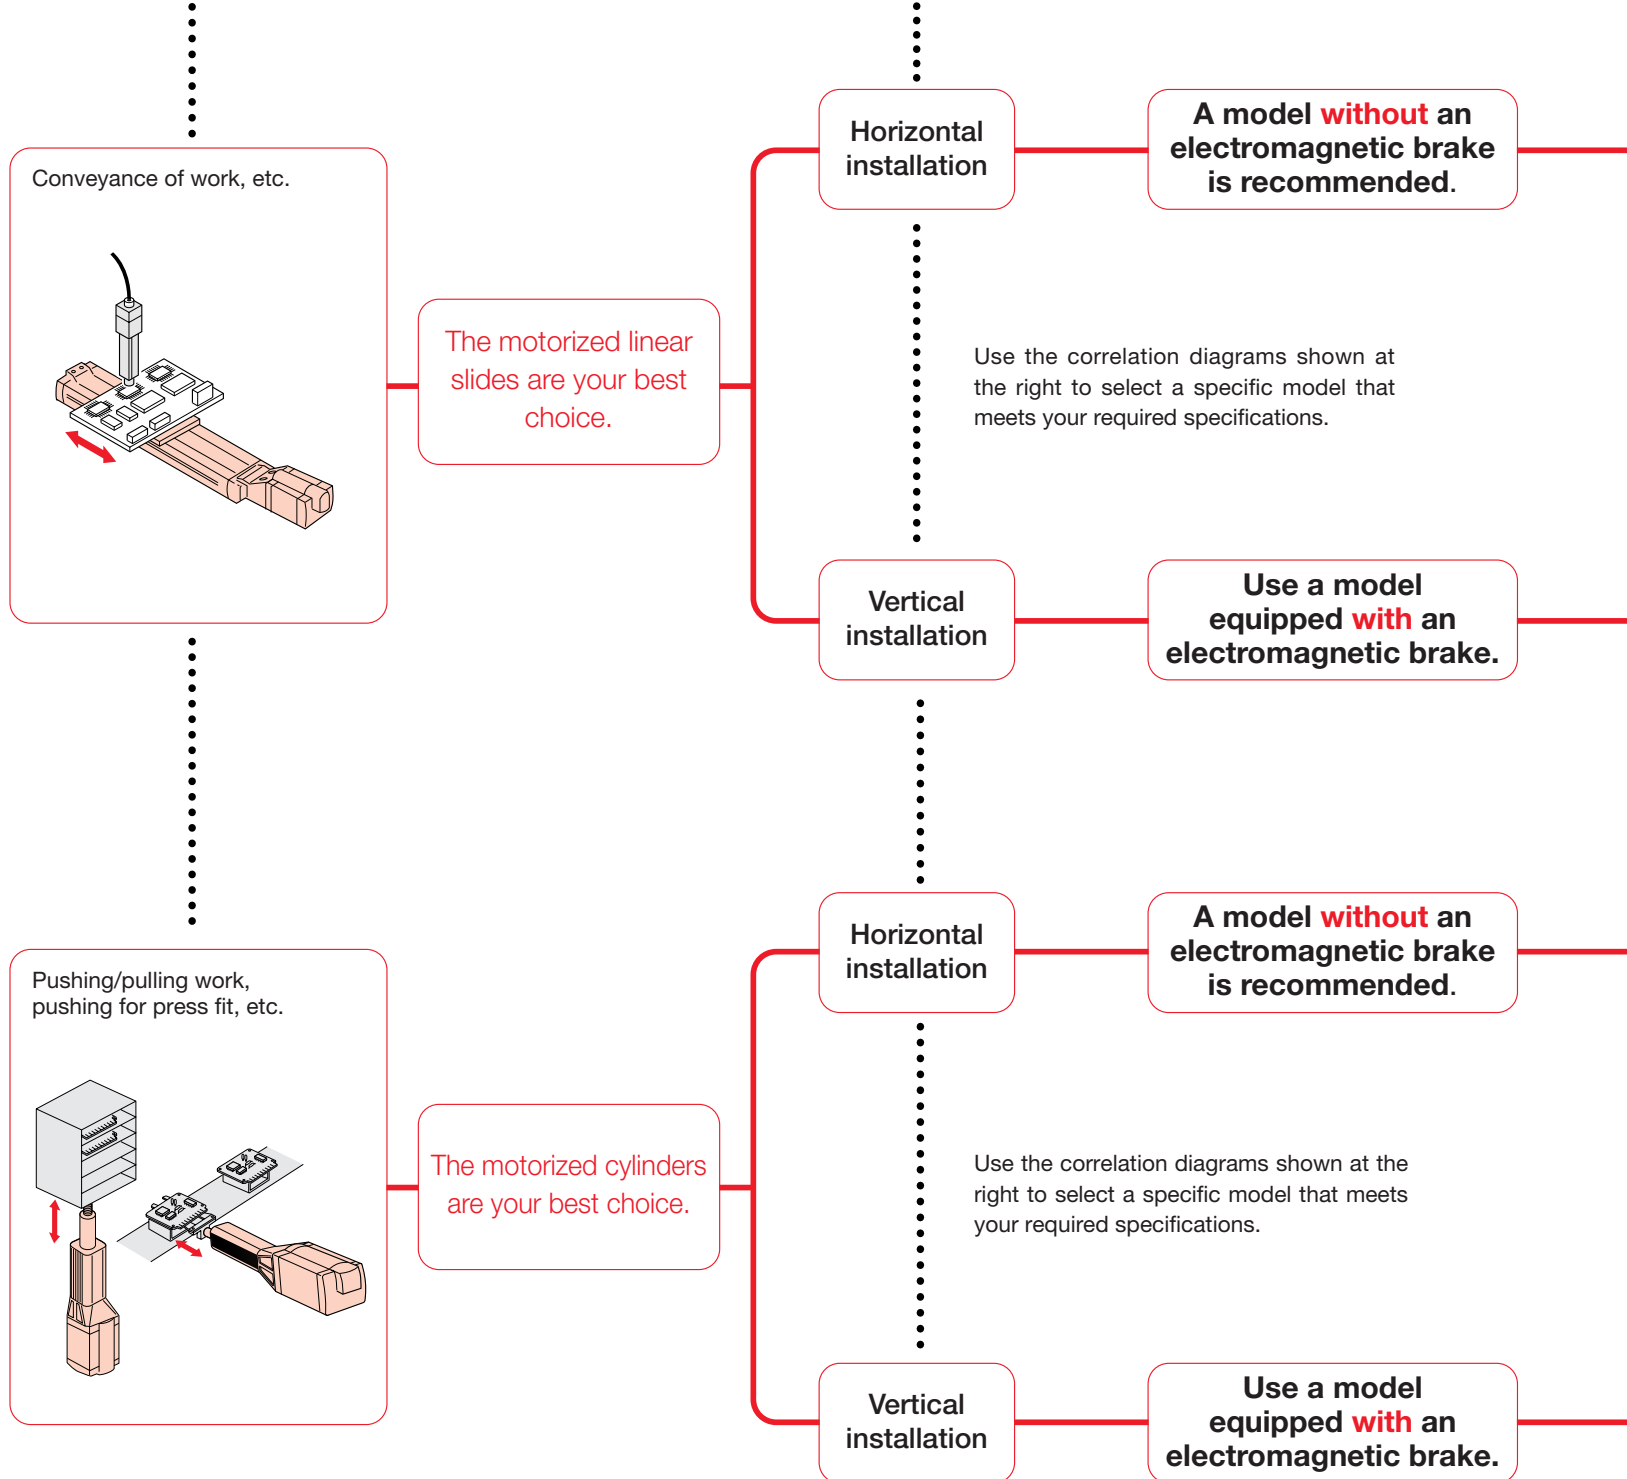 Conveyance of work, etc.
The motorized linear
slides are your best
choice.
Horizontal
installation
A model without an
electromagnetic brake
is recommended.
Use the correlation diagrams shown at
the right to select a specific model that
meets your required specifications.
Vertical
installation
Use a model
equipped with an
electromagnetic brake.
Pushing/pulling work,
pushing for press fit, etc.
The motorized cylinders
are your best choice.
Horizontal
installation
A model without an
electromagnetic brake
is recommended.
Use the correlation diagrams shown at the
right to select a specific model that meets
your required specifications.
Vertical
installation
Use a model
equipped with an
electromagnetic brake.